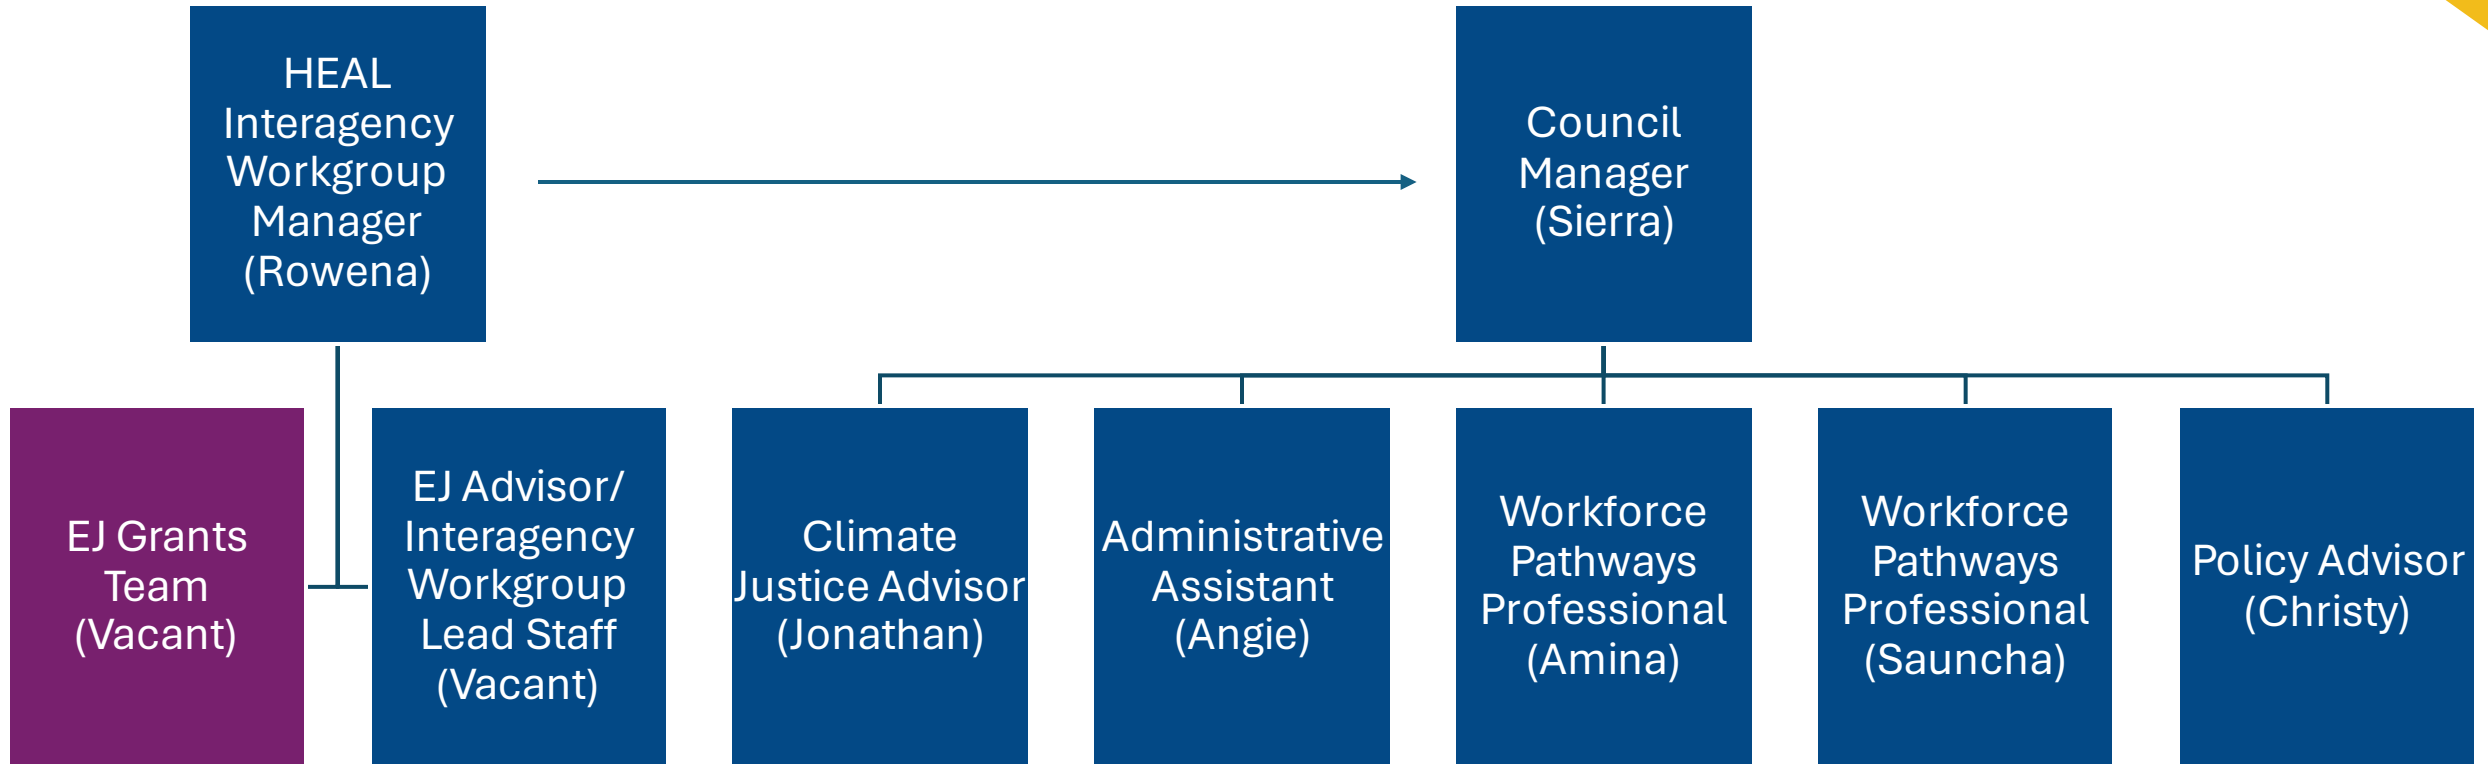 HEAL
Interagency
Workgroup
Manager
(Rowena)
Council
Manager
(Sierra)
EJ Grants
Team
(Vacant)
EJ Advisor/
Interagency
Workgroup
Lead Staff
(Vacant)
Climate
Justice Advisor
(Jonathan)
Administrative
Assistant
(Angie)
Workforce
Pathways
Professional
(Amina)
Workforce
Pathways
Professional
(Sauncha)
Policy Advisor
(Christy)